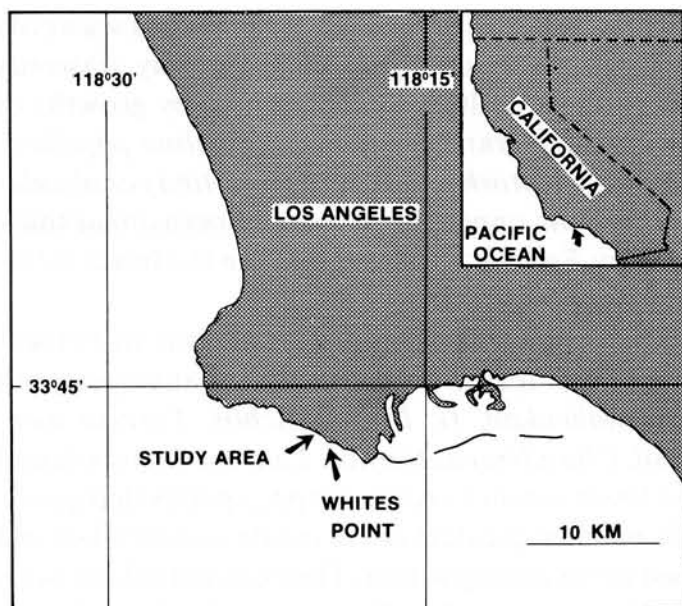 118°30'
118°15'
CALIFORNIA
LOS ANGELES
PACIFIC
OCEAN
33°45'
STUDY AREA
WHITES
POINT
10 KM